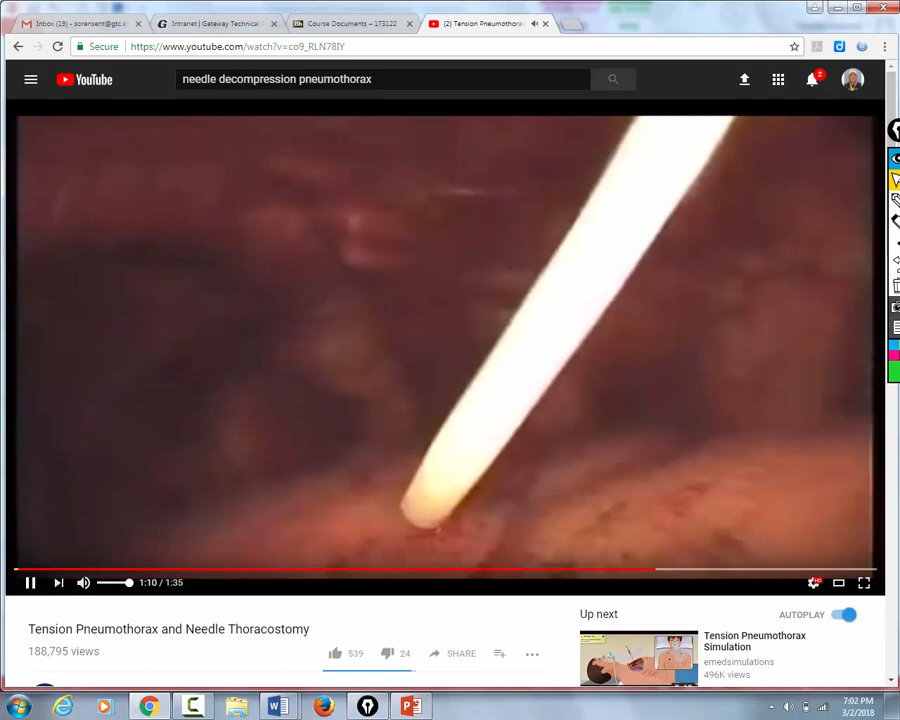 Inbox (19) - sorensent@gtc.e
Intranet | Gateway Technical C
Course Documents – 173122
(2) Tension Pneumothora
Secure
https://www.youtube.com/watch?v=co9_RLN78IY
YouTube
needle decompression pneumothorax
2
1:10 / 1:35
HD
Tension Pneumothorax and Needle Thoracostomy
188,795 views
539
24
SHARE
Up next
AUTOPLAY
Tension Pneumothorax
Simulation
emedsimulations
496K views
7:02 PM
3/2/2018